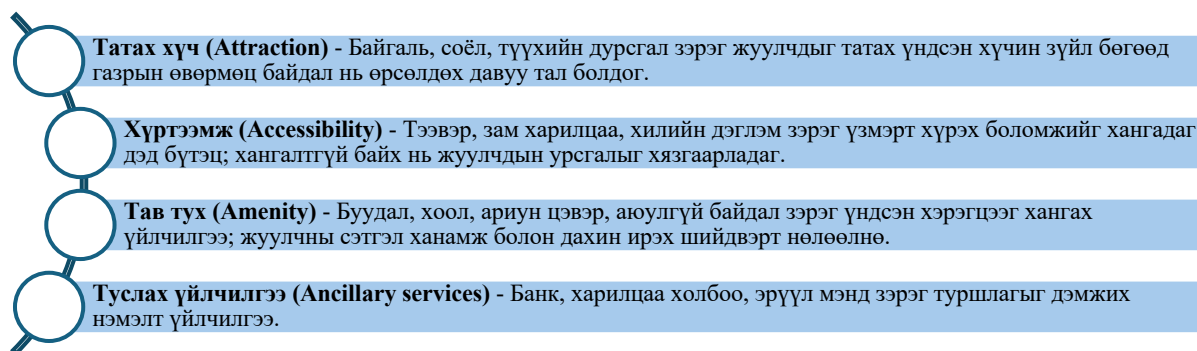 Татах хүч (Attraction) - Байгаль, соёл, түүхийн дурсгал зэрэг жуулчдыг татах үндсэн хүчин зүйл бөгөөд
газрын өвөрмөц байдал нь өрсөлдөх давуу тал болдог.
Хүртээмж (Accessibility) - Тээвэр, зам харилцаа, хилийн дэглэм зэрэг үзмэрт хүрэх боломжийг хангадаг
дэд бүтэц; хангалтгүй байх нь жуулчдын урсгалыг хязгаарладаг.
Тав тух (Amenity) - Буудал, хоол, ариун цэвэр, аюулгүй байдал зэрэг үндсэн хэрэгцээг хангах
үйлчилгээ; жуулчны сэтгэл ханамж болон дахин ирэх шийдвэрт нөлөөлнө.
Туслах үйлчилгээ (Ancillary services) - Банк, харилцаа холбоо, эрүүл мэнд зэрэг туршлагыг дэмжих
нэмэлт үйлчилгээ.